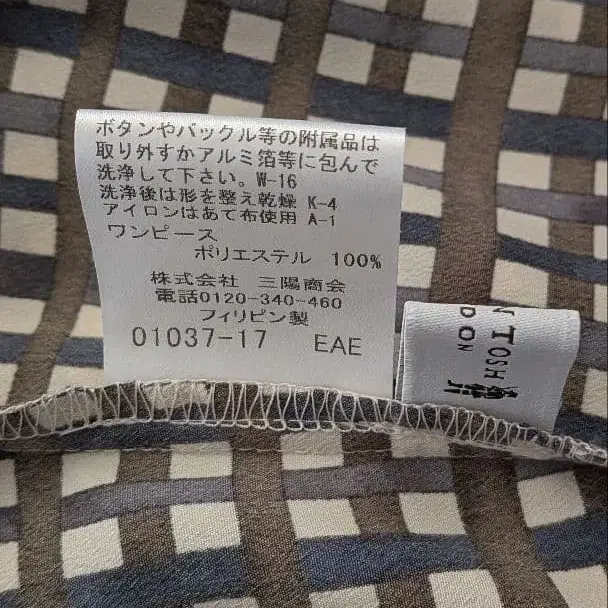 ボタンやバックル等の附属品は
取り外すかアルミ箔等に包んで
洗浄して下さい。W-16
洗浄後は形を整え乾燥 K-4
アイロンはあて布使用 A-1
ワンピース
ポリエステル 100%
株式会社 三陽商会
電話0120-340-460
フィリピン製
01037-17 EAE
N TOSH
D ON